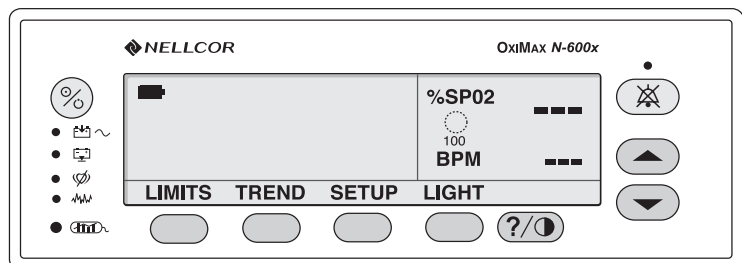 NELLCOR
OXIMAX N-600x
%SP02
---
100
BPM
---
LIMITS TREND SETUP LIGHT
?/